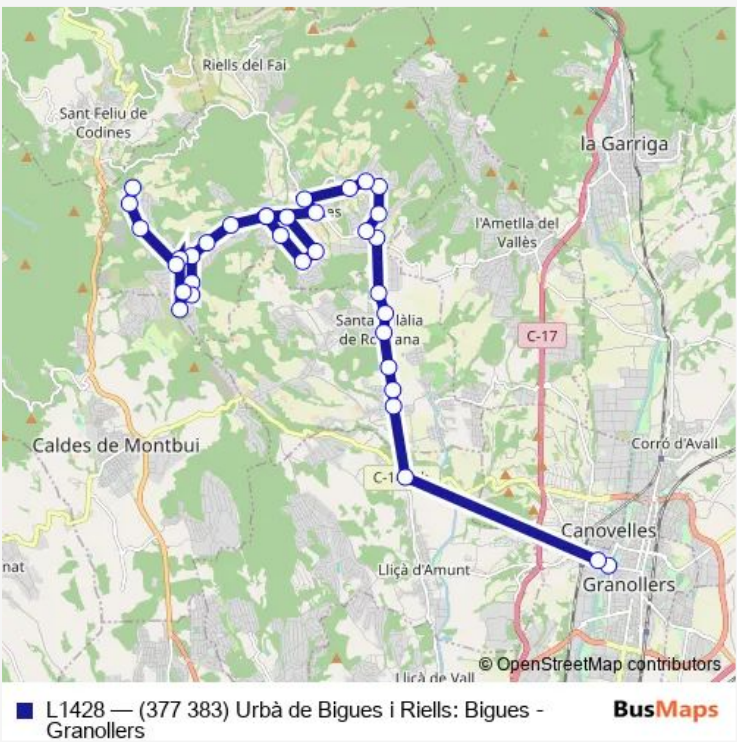 Riells del Fai
Sant Feliu de
Codines
la Garriga
es
l'Ametlla del
Vallès
Santa làlia
de R ana
C-17
Caldes de Montbui
Corró d'Avall
C-1
Canovelles
nat
Lliçà d'Amunt
Granollers
© OpenStreetMap contributors
Lliçà de Vall
L1428 — (377 383) Urbà de Bigues i Riells: Bigues -
Granollers
BusMaps